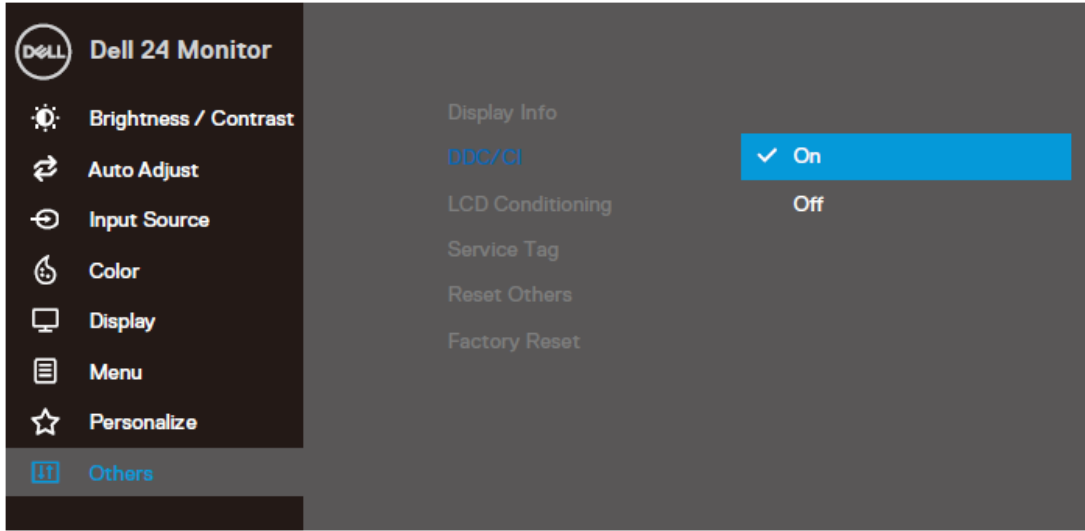 DELL
Dell 24 Monitor
Brightness / Contrast
Auto Adjust
Input Source
Color
Display
Menu
Personalize
Others
Display Info
DDC/CI
LCD Conditioning
Service Tag
Reset Others
Factory Reset
On
Off